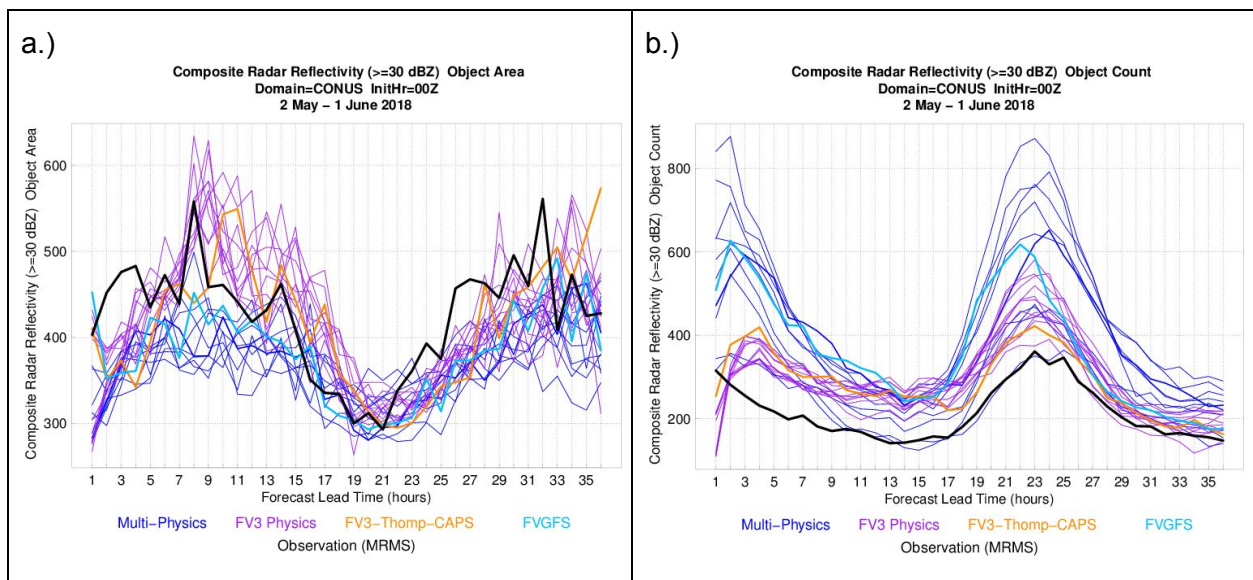 a.)
Composite Radar Reflectivity (>=30 dBZ)  Object Area
Domain=CONUS  InitHr=00Z
2 May − 1 June 2018
Composite Radar Reflectivity (>=30 dBZ)  Object Area
600
500
400
300
1 3 5 7 9 11 13 15 17 19 21 23 25 27 29 31 33 35
Forecast Lead Time (hours)
Multi−Physics FV3 Physics FV3−Thomp−CAPS FVGFS
Observation (MRMS)
b.)
Composite Radar Reflectivity (>=30 dBZ)  Object Count
Domain=CONUS  InitHr=00Z
2 May − 1 June 2018
Composite Radar Reflectivity (>=30 dBZ)  Object Count
800
600
400
200
1 3 5 7 9 11 13 15 17 19 21 23 25 27 29 31 33 35
Forecast Lead Time (hours)
Multi−Physics FV3 Physics FV3−Thomp−CAPS FVGFS
Observation (MRMS)